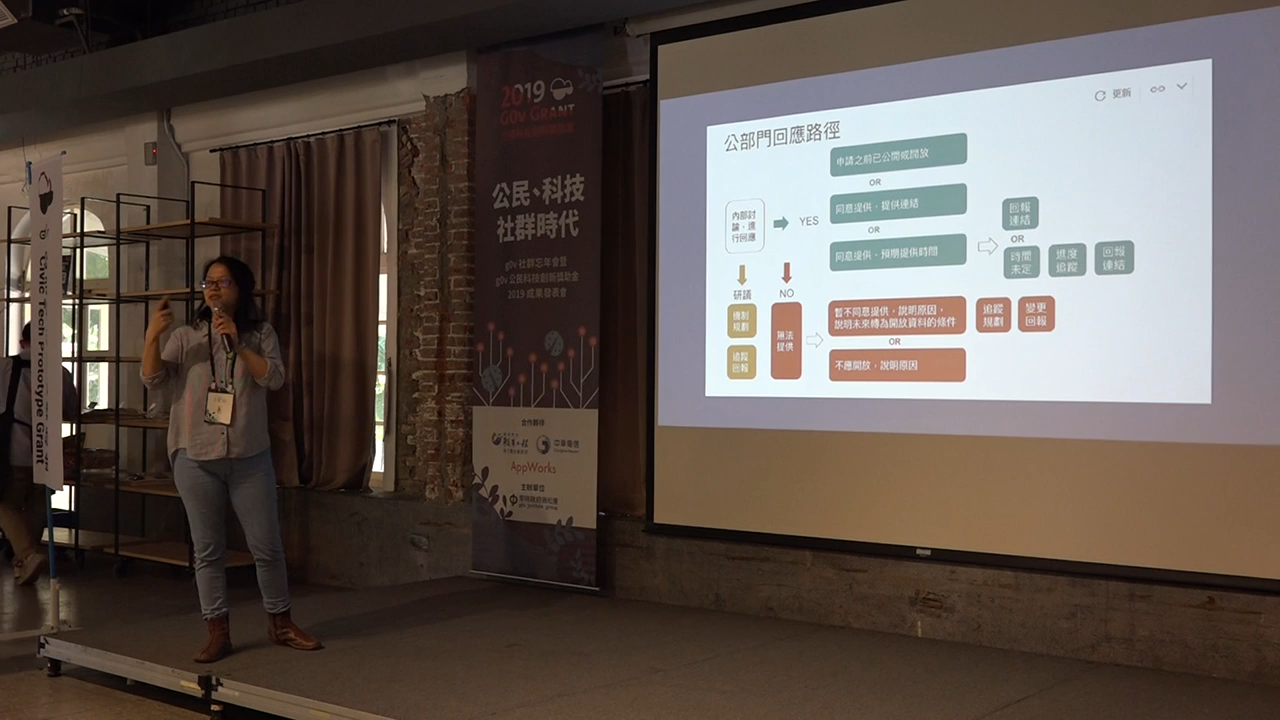 2019
G0V GRANT
公民、科技
社群時代
g0v 社群忘年會暨
g0v 公民科技創新獎助金
2019 成果發表會
合作夥伴
中華電信
AppWorks
主辦單位
Civic Tech Prototype Grant
更新
公部門回應路徑
內部討
論、進
行回應
YES
申請之前已公開或開放
OR
同意提供、提供連結
OR
同意提供、預期提供時間
回報
連結
OR
時間
未定
進度
追蹤
回報
連結
研議
機制
規劃
追蹤
回報
NO
無法
提供
暫不同意提供，說明原因，
說明未來轉為開放資料的條件
OR
不應開放，說明原因
追蹤
規劃
變更
回報